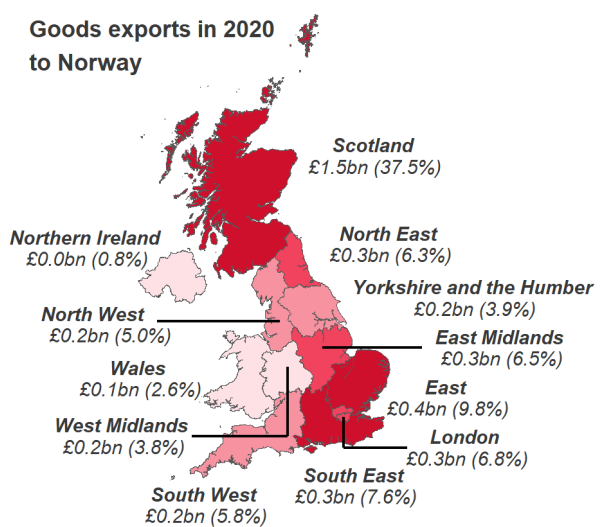 Goods exports in 2020
to Norway
Scotland
£1.5bn (37.5%)
Northern Ireland
£0.0bn (0.8%)
North East
£0.3bn (6.3%)
Yorkshire and the Humber
£0.2bn (3.9%)
North West
£0.2bn (5.0%)
East Midlands
£0.3bn (6.5%)
Wales
£0.1bn (2.6%)
East
£0.4bn (9.8%)
West Midlands
£0.2bn (3.8%)
London
£0.3bn (6.8%)
South East
£0.3bn (7.6%)
South West
£0.2bn (5.8%)